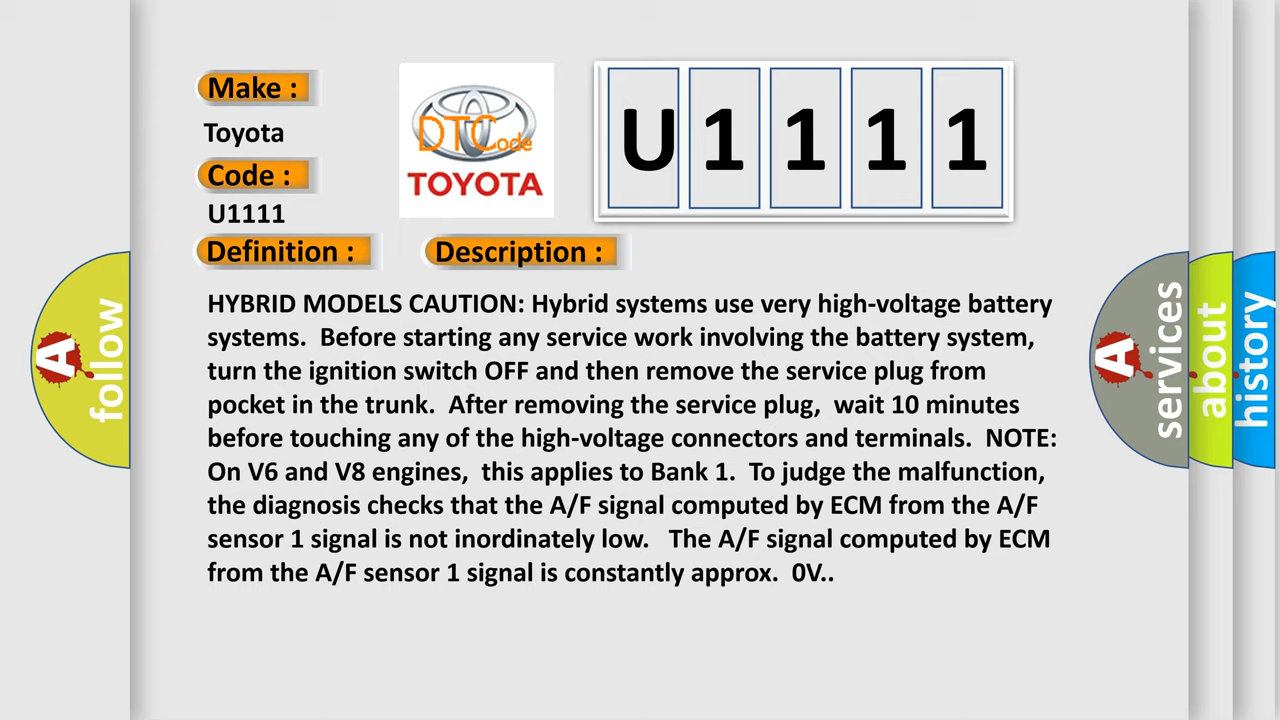 Make :
Toyota
Code :
U1111
Definition :
Description :
DTCode
TOYOTA
U1111
HYBRID MODELS CAUTION: Hybrid systems use very high-voltage battery
systems. Before starting any service work involving the battery system,
turn the ignition switch OFF and then remove the service plug from
pocket in the trunk. After removing the service plug, wait 10 minutes
before touching any of the high-voltage connectors and terminals. NOTE:
On V6 and V8 engines, this applies to Bank 1. To judge the malfunction,
the diagnosis checks that the A/F signal computed by ECM from the A/F
sensor 1 signal is not inordinately low. The A/F signal computed by ECM
from the A/F sensor 1 signal is constantly approx. 0V..
A follow
A services
about
history